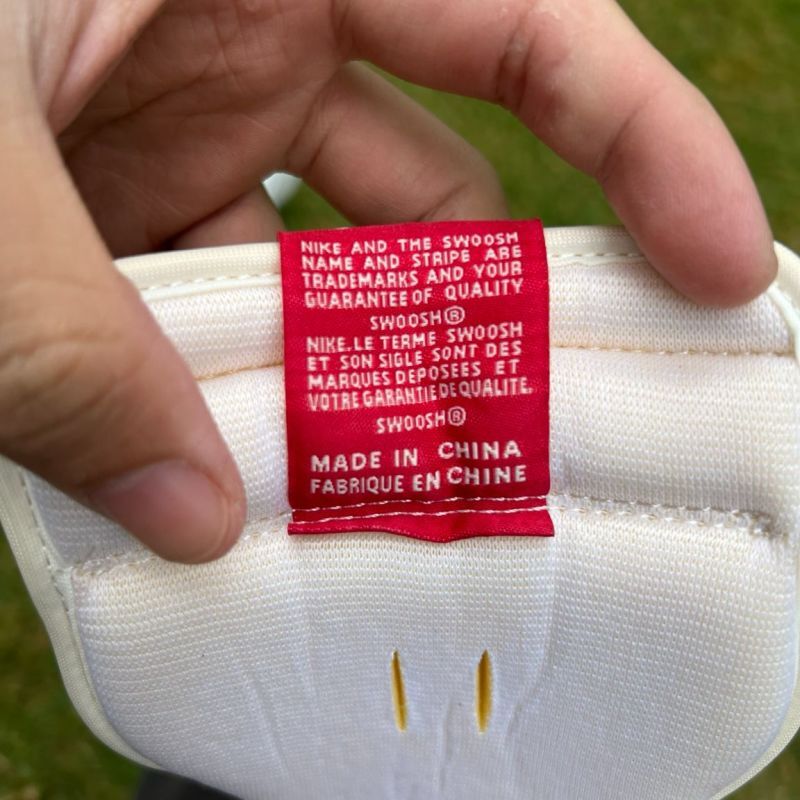 NIKE AND THE SWOOSH
NAME AND STRIPE ARE
TRADEMARKS AND YOUR
GUARANTEE OF QUALITY
SWOOSH®
NIKE.LE TERME SWOOSH
ET SON SIGLE SONT DES
MARQUES DEPOSEES ET
VOTRE GARANTIE DE QUALITE.
SWOOSH®
MADE IN CHINA
FABRIQUE EN CHINE